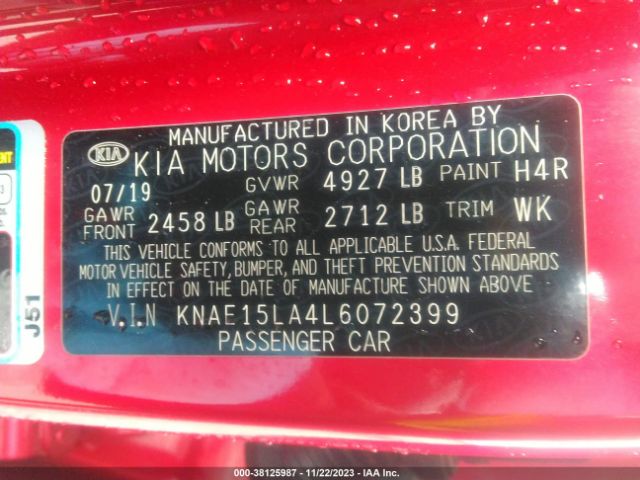 MANUFACTURED IN KOREA BY
KIA KIA MOTORS CORPORATION
07/19 GVWR 4927 LB PAINT H4R
GAWR FRONT 2458 LB GAWR REAR 2712 LB TRIM WK
THIS VEHICLE CONFORMS TO ALL APPLICABLE U.S.A. FEDERAL
MOTOR VEHICLE SAFETY, BUMPER, AND THEFT PREVENTION STANDARDS
IN EFFECT ON THE DATE OF MANUFACTURE SHOWN ABOVE
V.I.N KNAE15LA4L6072399
PASSENGER CAR
J51
000-38125987 - 11/22/2023 - IAA Inc.